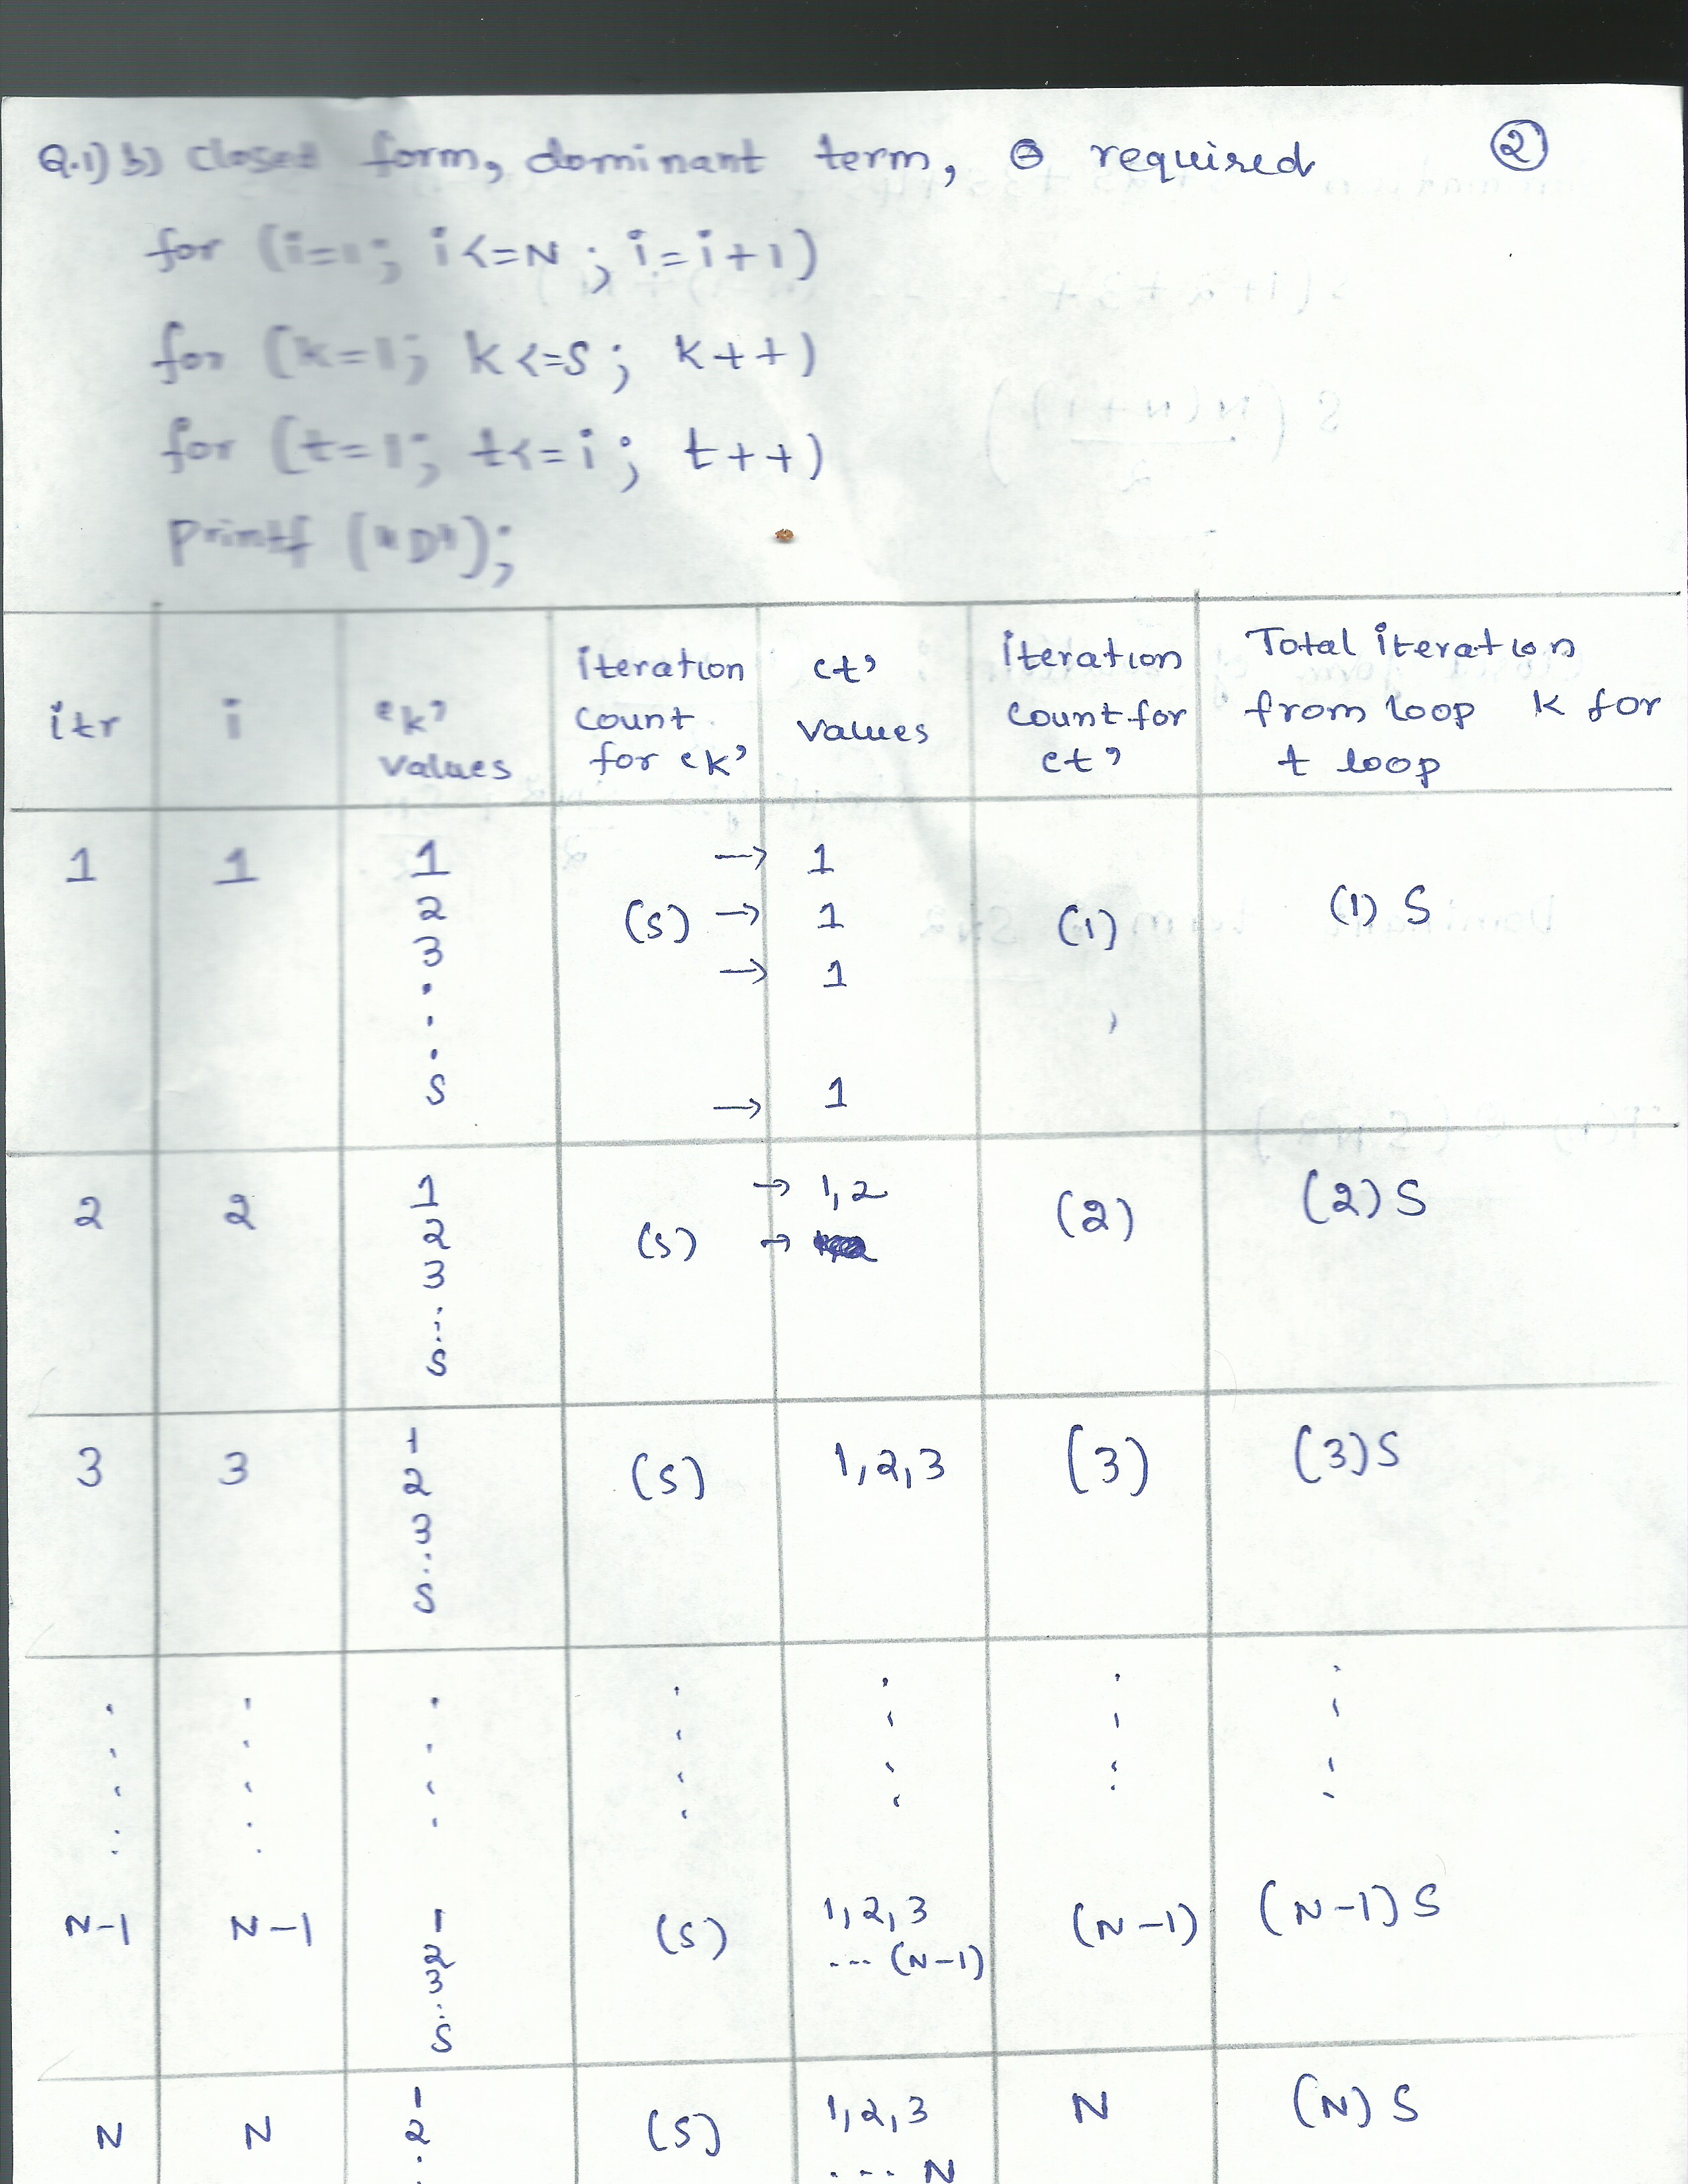 Q.1) b) closed form, dominant term, Θ required ②
for (i=1; i<=N; i=i+1)
for (k=1; k<=S; k++)
for (t=1; t<=i; t++)
printf ("D");
itr | i | 'k' values | iteration count for 'k' | 't' values | iteration count for 't' | Total iteration from loop k for t loop
1 | 1 | 1 2 3 . . . S | (S) | → 1 → 1 → 1 → 1 | (1) | (1) S
2 | 2 | 1 2 3 ... S | (S) | → 1,2 → | (2) | (2) S
3 | 3 | 1 2 3 ... S | (S) | 1,2,3 | (3) | (3) S
N-1 | N-1 | 1 2 3 ... S | (S) | 1,2,3 ... (N-1) | (N-1) | (N-1) S
N | N | 1 2 . . | (S) | 1,2,3 .... N | N | (N) S